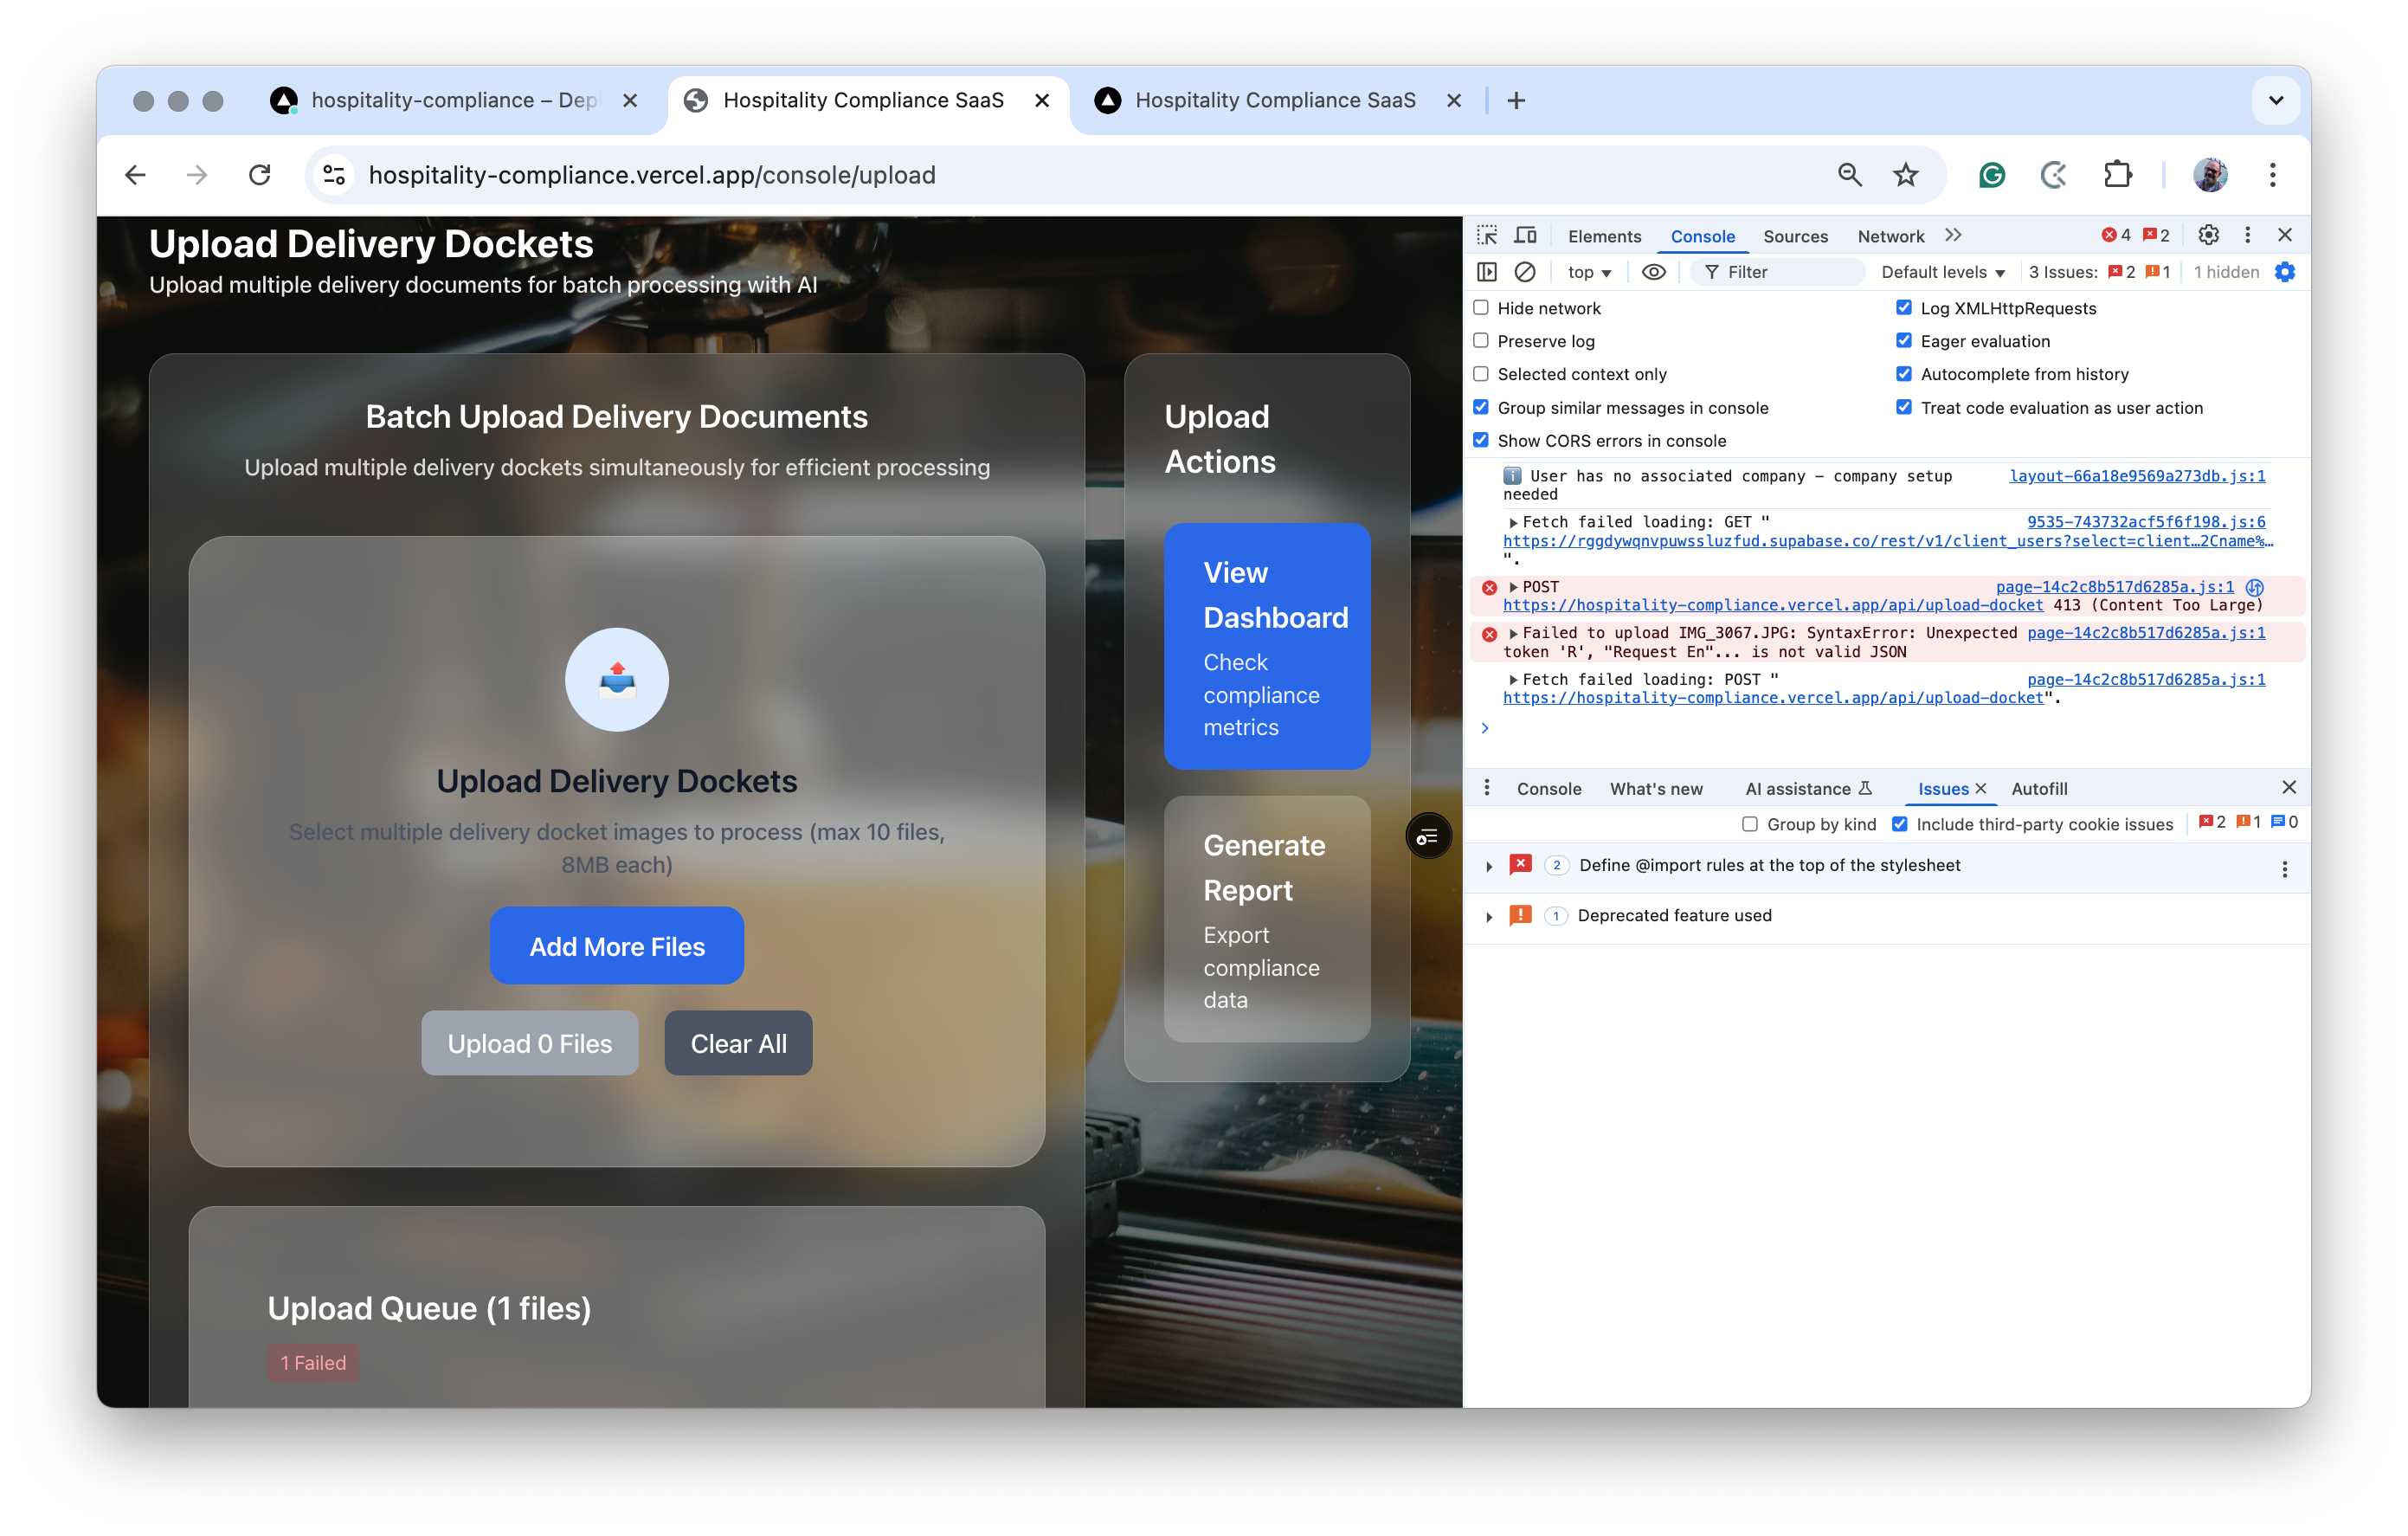 hospitality-compliance – Dep
Hospitality Compliance SaaS
Hospitality Compliance SaaS
hospitality-compliance.vercel.app/console/upload
Upload Delivery Dockets
Upload multiple delivery documents for batch processing with AI
Batch Upload Delivery Documents
Upload multiple delivery dockets simultaneously for efficient processing
Upload Delivery Dockets
Select multiple delivery docket images to process (max 10 files,
8MB each)
Add More Files
Upload 0 Files
Clear All
Upload Queue (1 files)
1 Failed
Upload
Actions
View
Dashboard
Check
compliance
metrics
Generate
Report
Export
compliance
data
Elements
Console
Sources
Network
4
2
top
Filter
Default levels
3 Issues:
2
1
1 hidden
Hide network
Log XMLHttpRequests
Preserve log
Eager evaluation
Selected context only
Autocomplete from history
Group similar messages in console
Treat code evaluation as user action
Show CORS errors in console
User has no associated company – company setup layout-66a18e9569a273db.js:1
needed
Fetch failed loading: GET " 9535-743732acf5f6f198.js:6
https://rggdywqnvpuwssluzfud.supabase.co/rest/v1/client_users?select=client…2Cname%…
".
POST page-14c2c8b517d6285a.js:1
https://hospitality-compliance.vercel.app/api/upload-docket 413 (Content Too Large)
Failed to upload IMG_3067.JPG: SyntaxError: Unexpected page-14c2c8b517d6285a.js:1
token 'R', "Request En"... is not valid JSON
Fetch failed loading: POST " page-14c2c8b517d6285a.js:1
https://hospitality-compliance.vercel.app/api/upload-docket".
Console
What's new
AI assistance
Issues
Autofill
Group by kind
Include third-party cookie issues
2
1
0
2 Define @import rules at the top of the stylesheet
1 Deprecated feature used